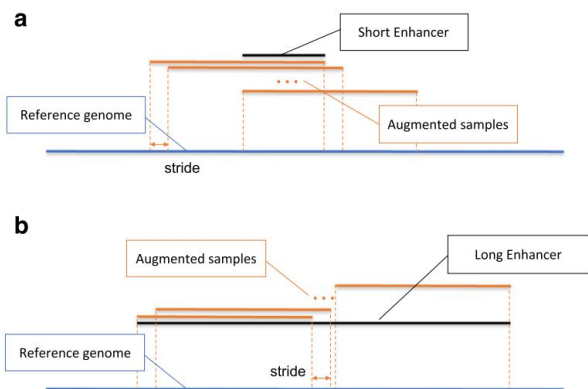 a
Short Enhancer
Reference genome
Augmented samples
stride
b
Augmented samples
Long Enhancer
Reference genome
stride